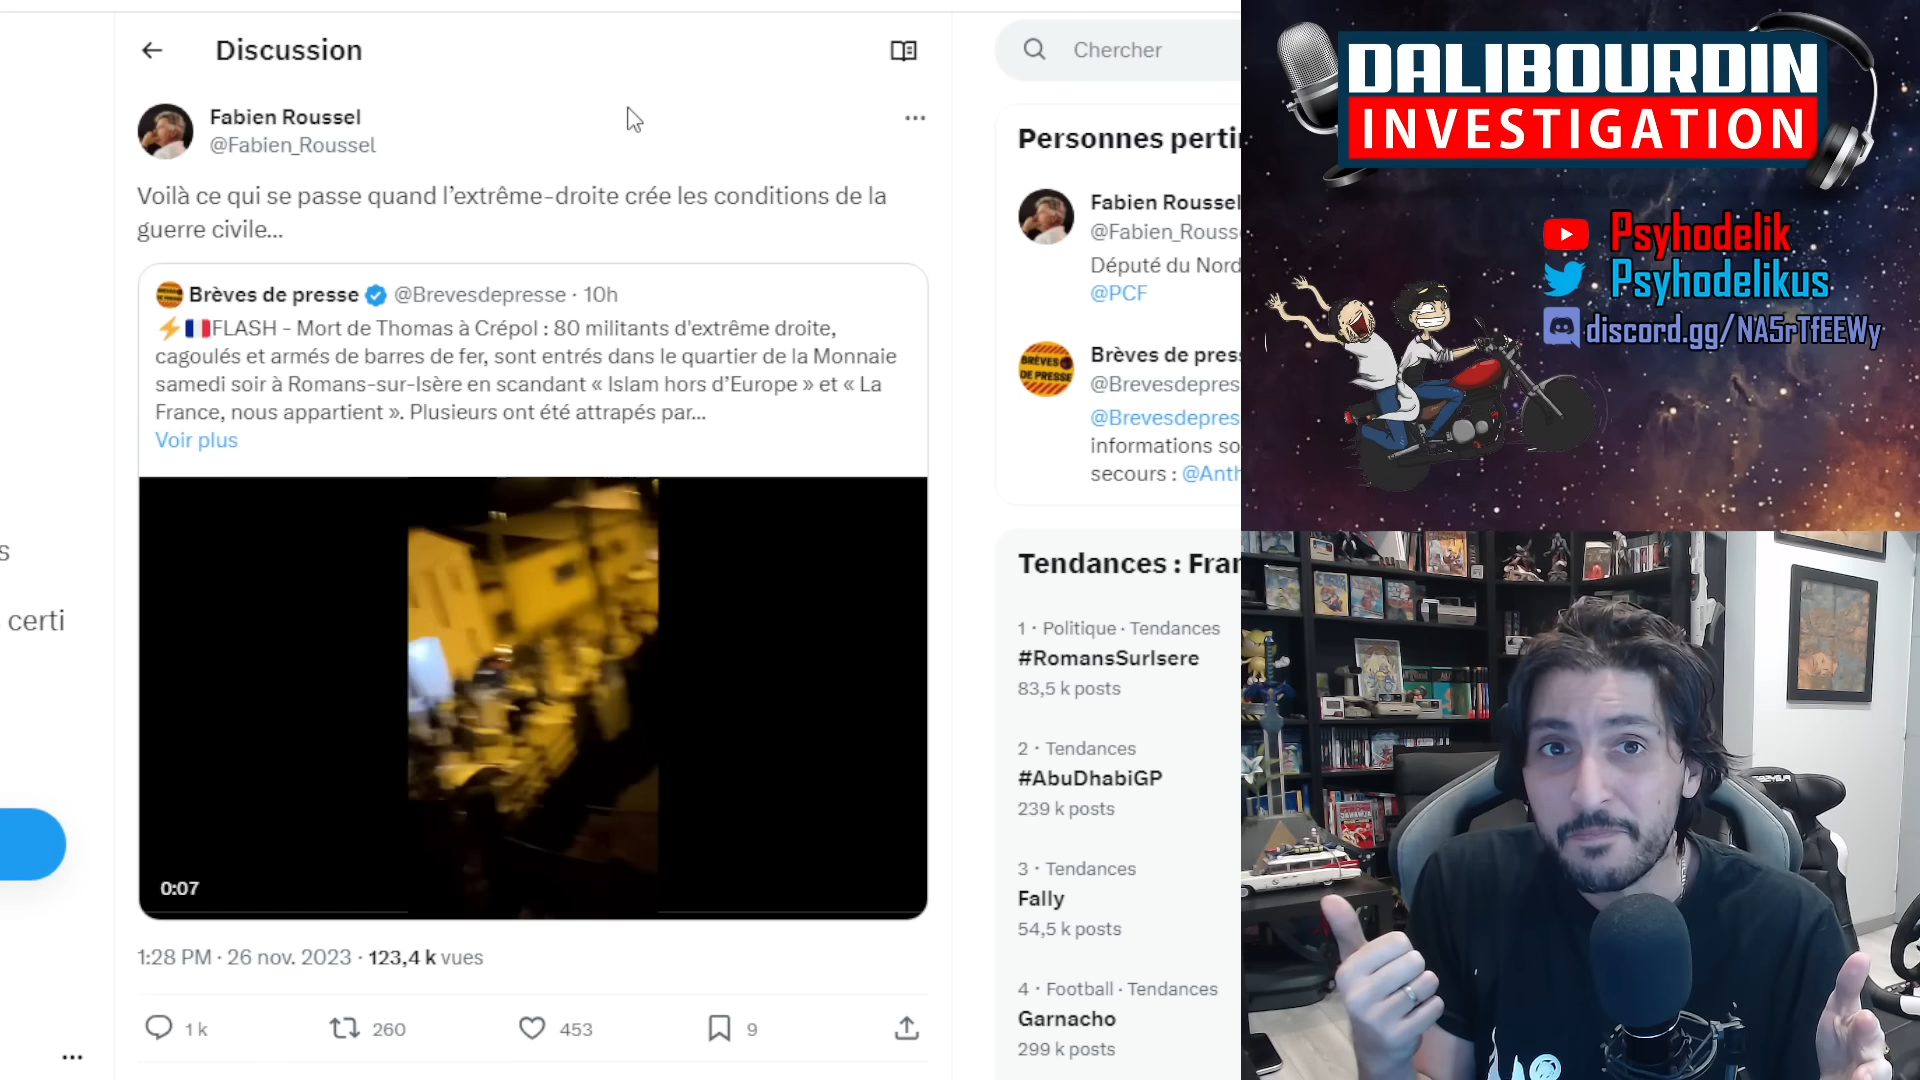 Discussion
Fabien Roussel
@Fabien_Roussel
Voilà ce qui se passe quand l’extrême-droite crée les conditions de la
guerre civile...
Brèves de presse @Brevesdepresse · 10h
FLASH - Mort de Thomas à Crépol : 80 militants d'extrême droite,
cagoulés et armés de barres de fer, sont entrés dans le quartier de la Monnaie
samedi soir à Romans-sur-Isère en scandant « Islam hors d’Europe » et « La
France, nous appartient ». Plusieurs ont été attrapés par...
Voir plus
0:07
1:28 PM · 26 nov. 2023 · 123,4 k vues
1 k
260
453
9
s
certi
Chercher
Personnes perti
Fabien Roussel
@Fabien_Rousse
Député du Nord
@PCF
BRÈVES
DE PRESSE
Brèves de press
@Brevesdepres
@Brevesdepres
informations so
secours : @Anth
Tendances : Fran
1 · Politique · Tendances
#RomansSurIsere
83,5 k posts
2 · Tendances
#AbuDhabiGP
239 k posts
3 · Tendances
Fally
54,5 k posts
4 · Football · Tendances
Garnacho
299 k posts
DALIBOURDIN
INVESTIGATION
Psyhodelik
Psyhodelikus
discord.gg/NA5rTfEEWy